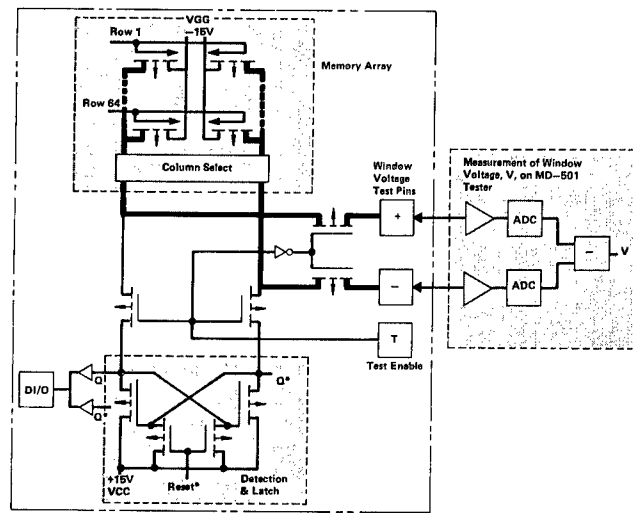 VGG
-15V
Row 1
Memory Array
Row 64
Column Select
Window
Voltage
Test Pins
Measurement of Window
Voltage, V, on MD-501
Tester
+
ADC
-
V
-
ADC
T
Test Enable
DI/O
Q
Q*
Q*
+15V
VCC
Reset*
Detection
& Latch